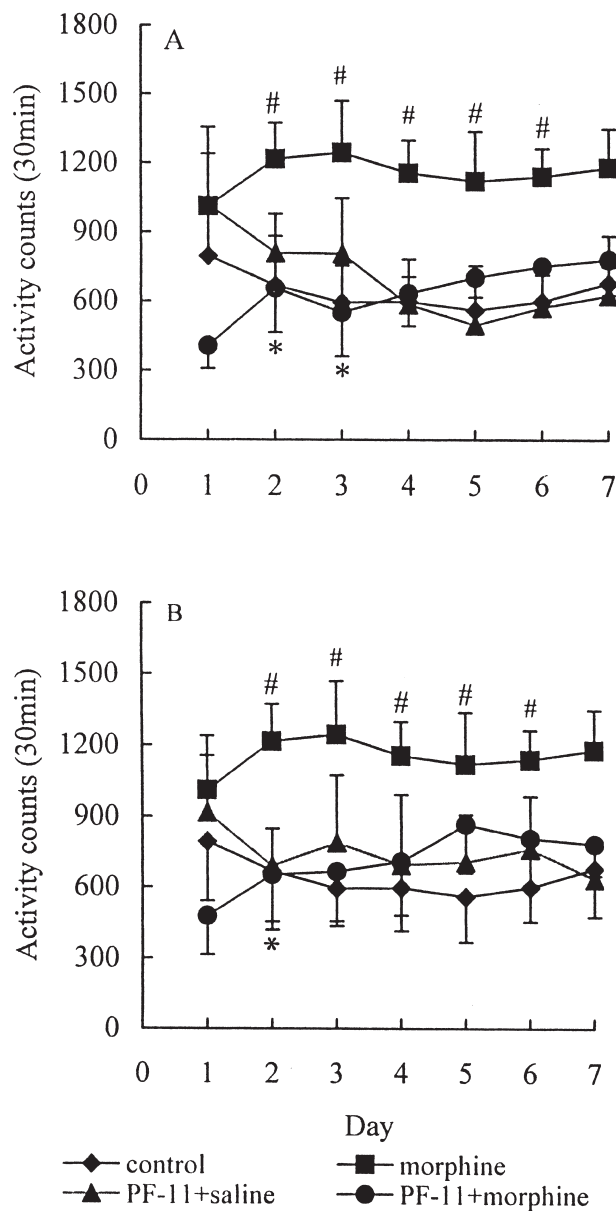 A
Activity counts (30min)
1800
1500
1200
900
600
300
0
# # # # #
* *
0 1 2 3 4 5 6 7
B
Activity counts (30min)
1800
1500
1200
900
600
300
0
# # # # #
*
0 1 2 3 4 5 6 7
Day
control morphine
PF-11+saline PF-11+morphine